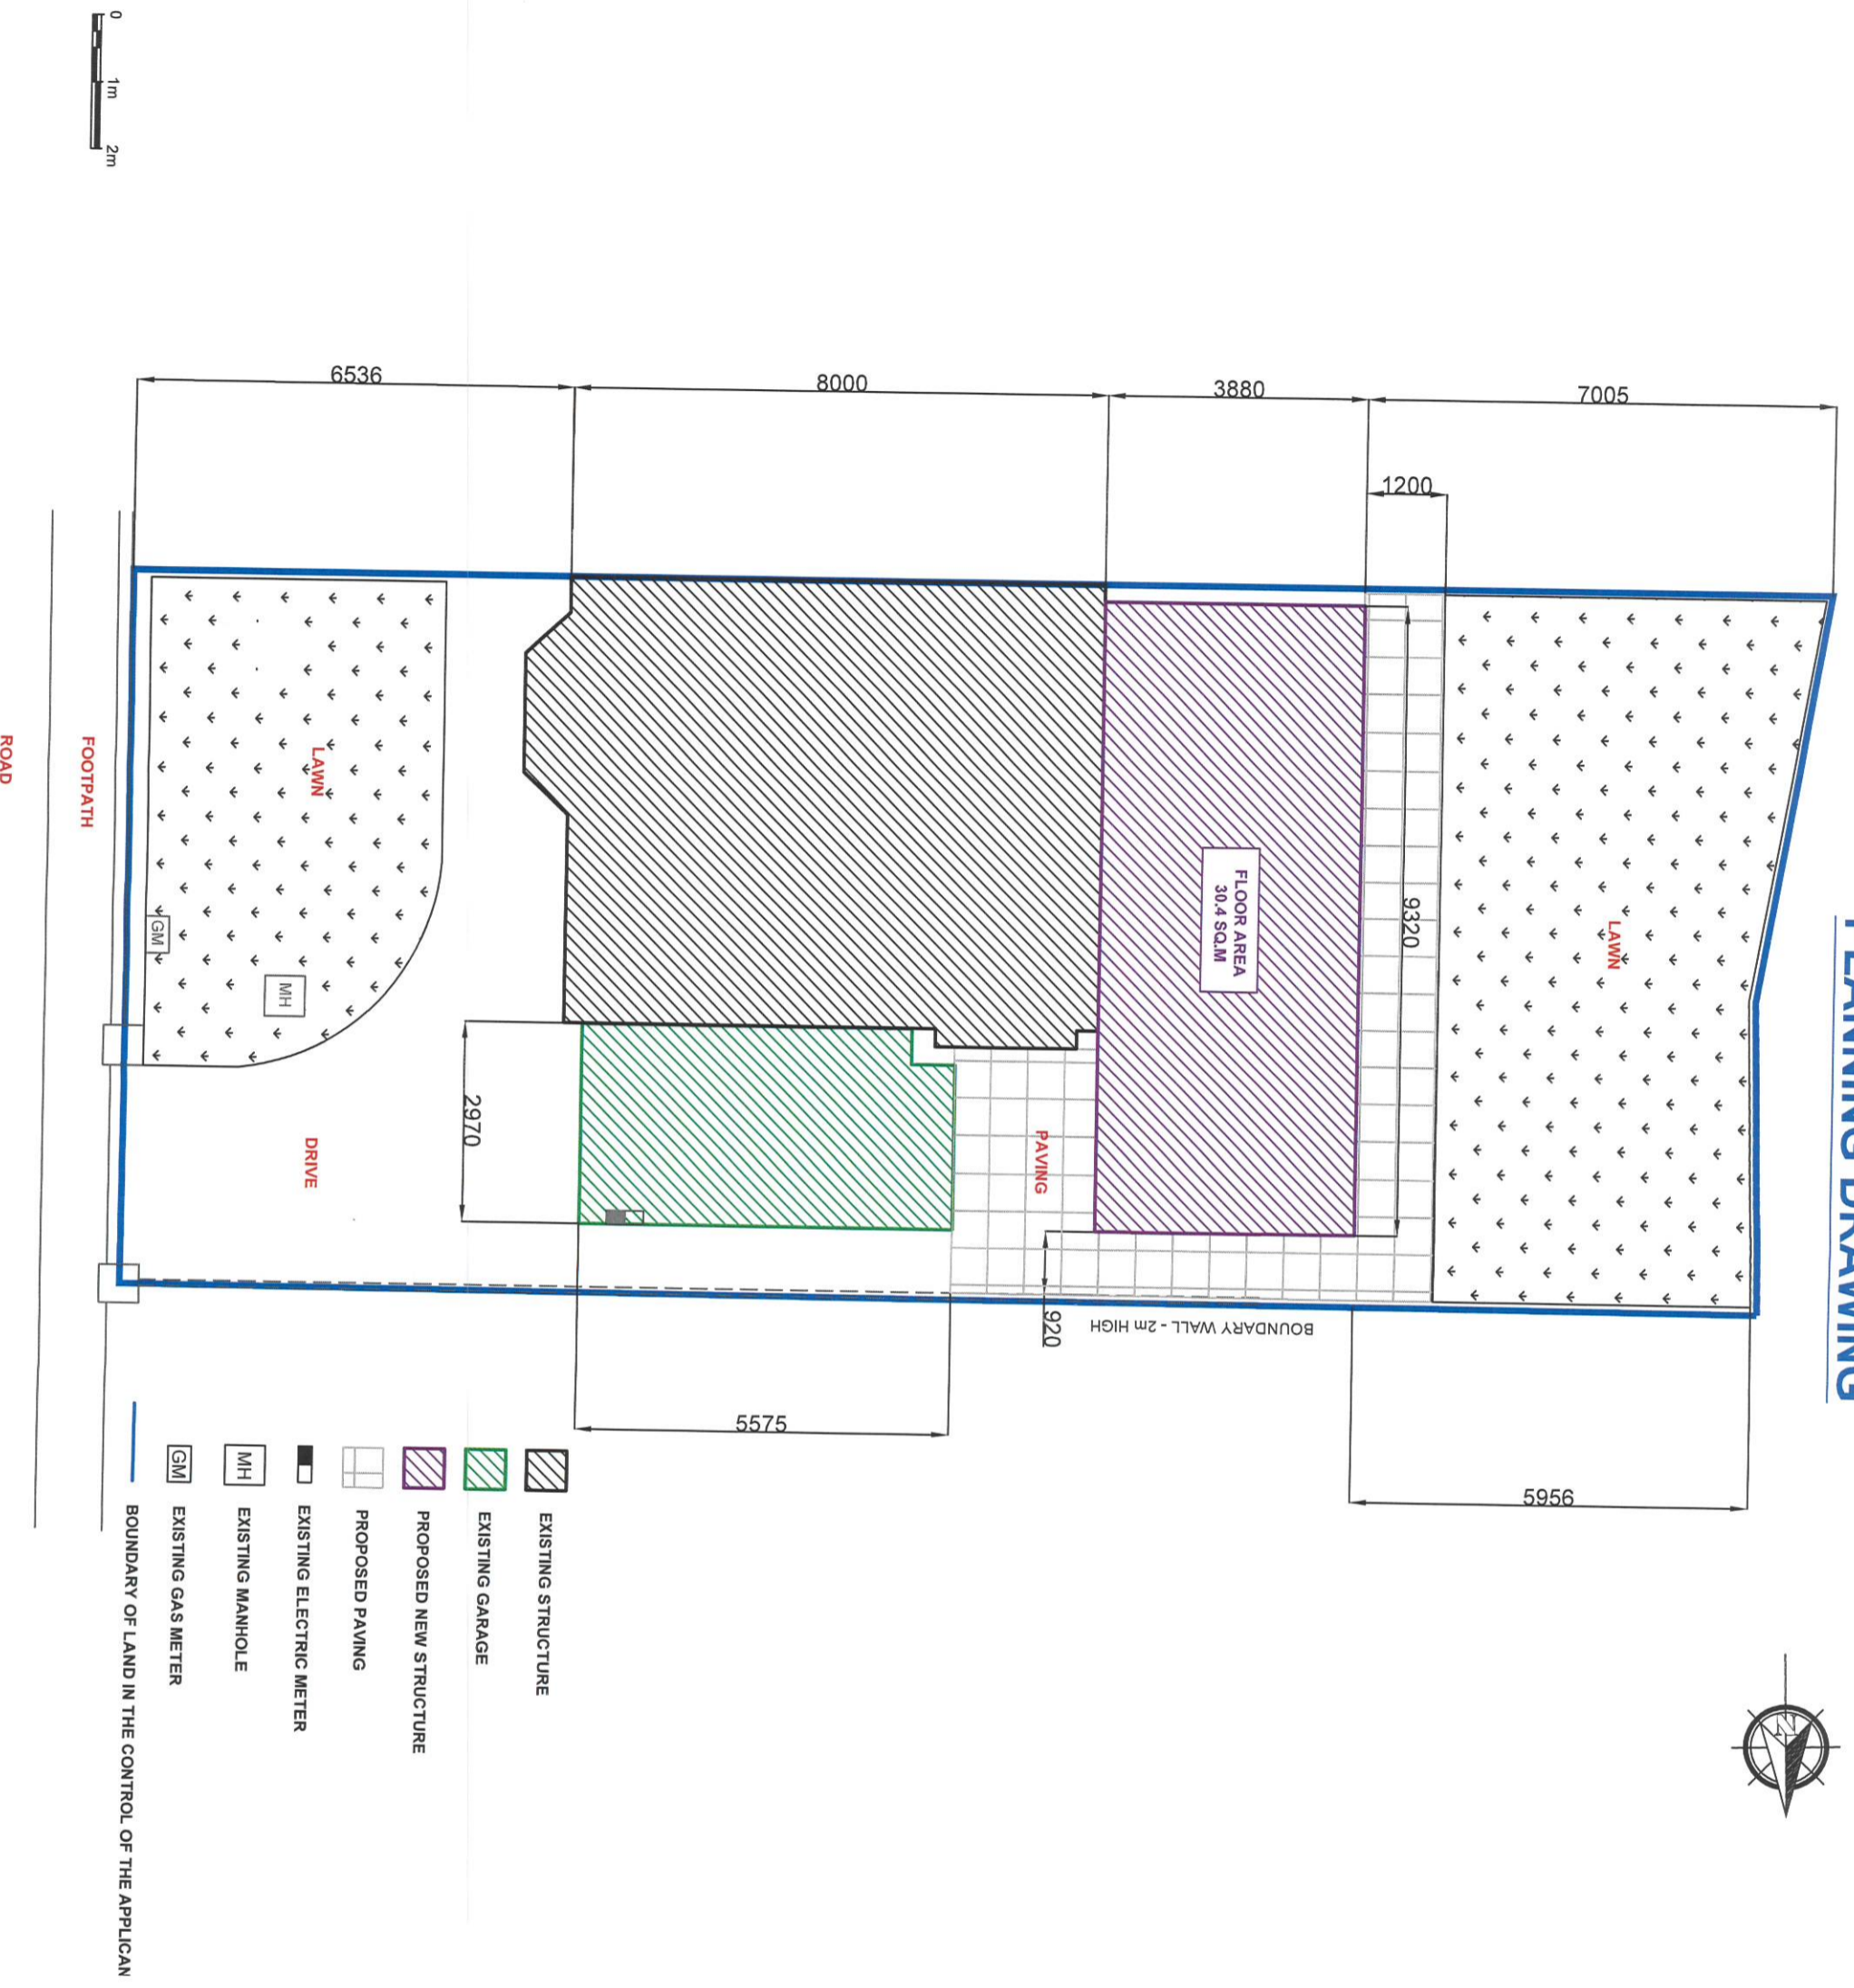 PLANNING DRAWING
0
1m
2m
6536
8000
3880
7005
1200
9320
FLOOR AREA
30.4 SQ.M
LAWN
LAWN
GM
MH
DRIVE
PAVING
2970
920
BOUNDARY WALL - 2m HIGH
5575
5956
FOOTPATH
ROAD
N
EXISTING STRUCTURE
EXISTING GARAGE
PROPOSED NEW STRUCTURE
PROPOSED PAVING
EXISTING ELECTRIC METER
MH
EXISTING MANHOLE
GM
EXISTING GAS METER
BOUNDARY OF LAND IN THE CONTROL OF THE APPLICAN